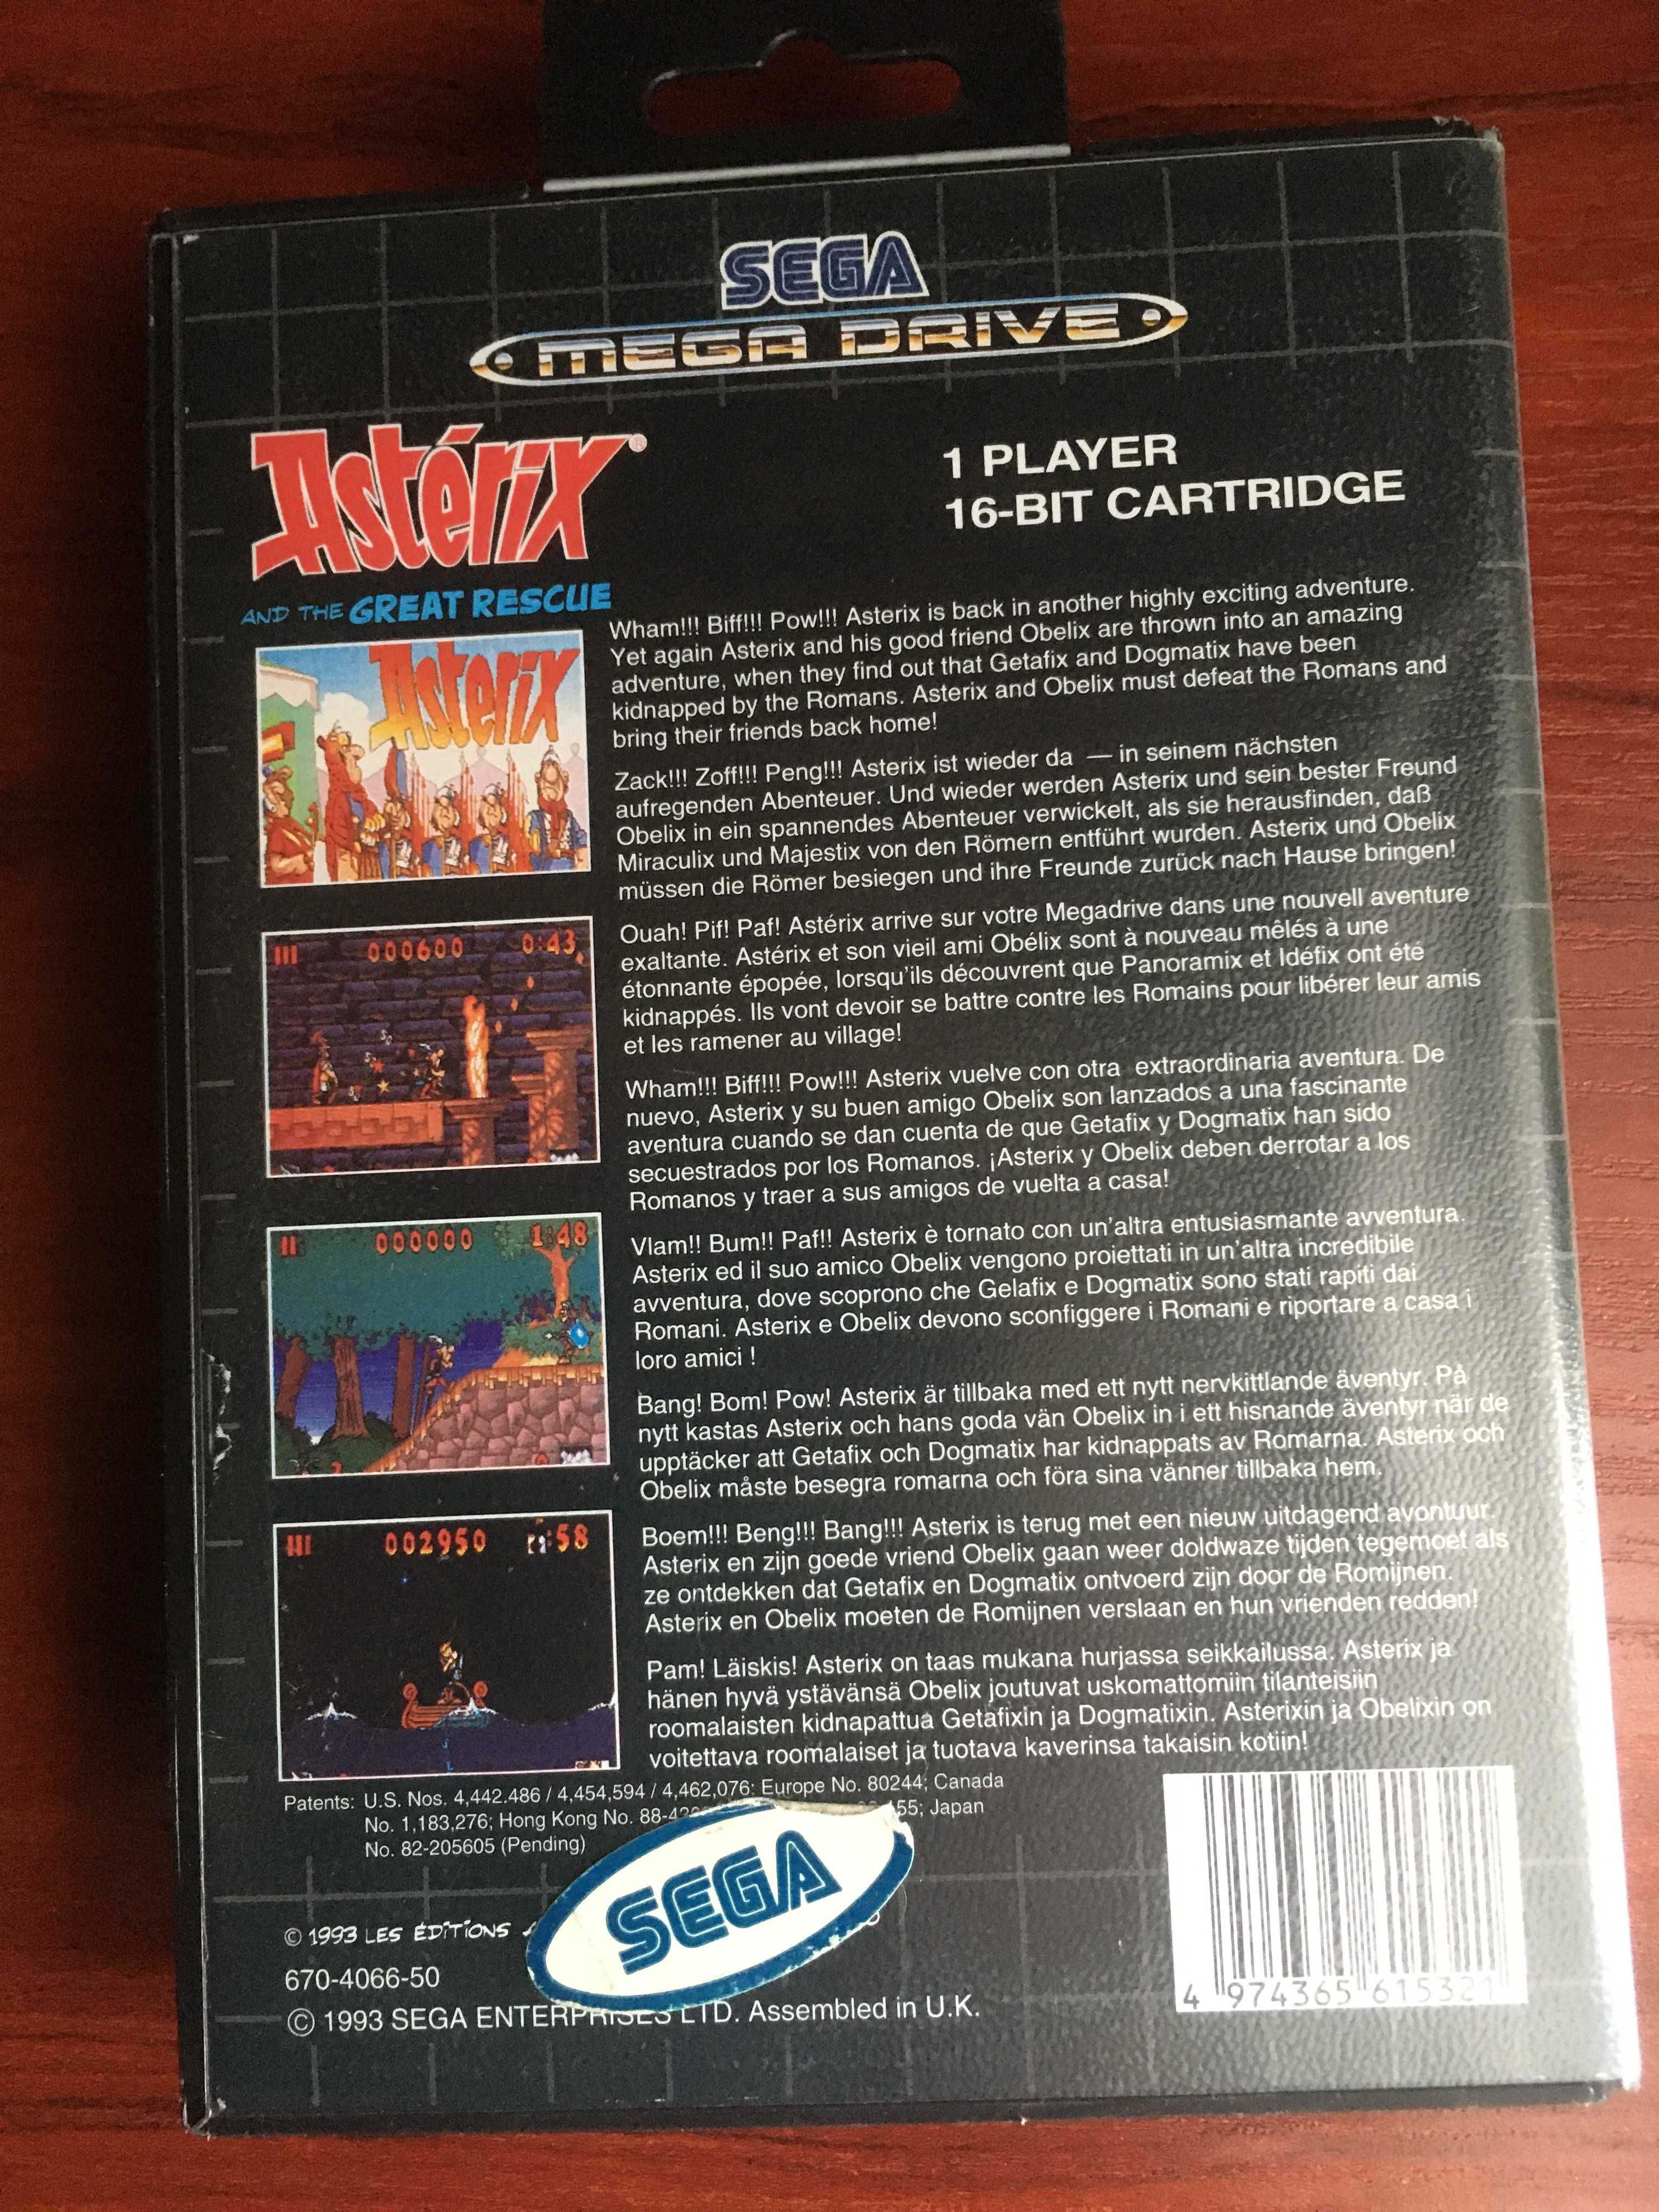 SEGA
MEGA DRIVE
Astérix®
AND THE GREAT RESCUE
1 PLAYER
16-BIT CARTRIDGE
Wham!!! Biff!!! Pow!!! Asterix is back in another highly exciting adventure.
Yet again Asterix and his good friend Obelix are thrown into an amazing
adventure, when they find out that Getafix and Dogmatix have been
kidnapped by the Romans. Asterix and Obelix must defeat the Romans and
bring their friends back home!
Zack!!! Zoff!!! Peng!!! Asterix ist wieder da — in seinem nächsten
aufregenden Abenteuer. Und wieder werden Asterix und sein bester Freund
Obelix in ein spannendes Abenteuer verwickelt, als sie herausfinden, daß
Miraculix und Majestix von den Römern entführt wurden. Asterix und Obelix
müssen die Römer besiegen und ihre Freunde zurück nach Hause bringen!
Ouah! Pif! Paf! Astérix arrive sur votre Megadrive dans une nouvell aventure
exaltante. Astérix et son vieil ami Obélix sont à nouveau mêlés à une
étonnante épopée, lorsqu'ils découvrent que Panoramix et Idéfix ont été
kidnappés. Ils vont devoir se battre contre les Romains pour libérer leur amis
et les ramener au village!
Wham!!! Biff!!! Pow!!! Asterix vuelve con otra extraordinaria aventura. De
nuevo, Asterix y su buen amigo Obelix son lanzados a una fascinante
aventura cuando se dan cuenta de que Getafix y Dogmatix han sido
secuestrados por los Romanos. ¡Asterix y Obelix deben derrotar a los
Romanos y traer a sus amigos de vuelta a casa!
Vlam!! Bum!! Paf!! Asterix è tornato con un'altra entusiasmante avventura.
Asterix ed il suo amico Obelix vengono proiettati in un'altra incredibile
avventura, dove scoprono che Gelafix e Dogmatix sono stati rapiti dai
Romani. Asterix e Obelix devono sconfiggere i Romani e riportare a casa i
loro amici !
Bang! Bom! Pow! Asterix är tillbaka med ett nytt nervkittlande äventyr. På
nytt kastas Asterix och hans goda vän Obelix in i ett hisnande äventyr när de
upptäcker att Getafix och Dogmatix har kidnappats av Romarna. Asterix och
Obelix måste besegra romarna och föra sina vänner tillbaka hem.
Boem!!! Beng!!! Bang!!! Asterix is terug met een nieuw uitdagend avontuur.
Asterix en zijn goede vriend Obelix gaan weer doldwaze tijden tegemoet als
ze ontdekken dat Getafix en Dogmatix ontvoerd zijn door de Romijnen.
Asterix en Obelix moeten de Romijnen verslaan en hun vrienden redden!
Pam! Läiskis! Asterix on taas mukana hurjassa seikkailussa. Asterix ja
hänen hyvä ystävänsä Obelix joutuvat uskomattomiin tilanteisiin
roomalaisten kidnapattua Getafixin ja Dogmatixin. Asterixin ja Obelixin on
voitettava roomalaiset ja tuotava kaverinsa takaisin kotiin!
Asterix
III 000600 0:43
II 000000 1:48
III 002950 :58
Patents: U.S. Nos. 4,442.486 / 4,454,594 / 4,462,076: Europe No. 80244; Canada
No. 1,183,276; Hong Kong No. 88-4 55; Japan
No. 82-205605 (Pending)
SEGA
© 1993 LES ÉDITIONS
670-4066-50
© 1993 SEGA ENTERPRISES LTD. Assembled in U.K.
4 974365 615321